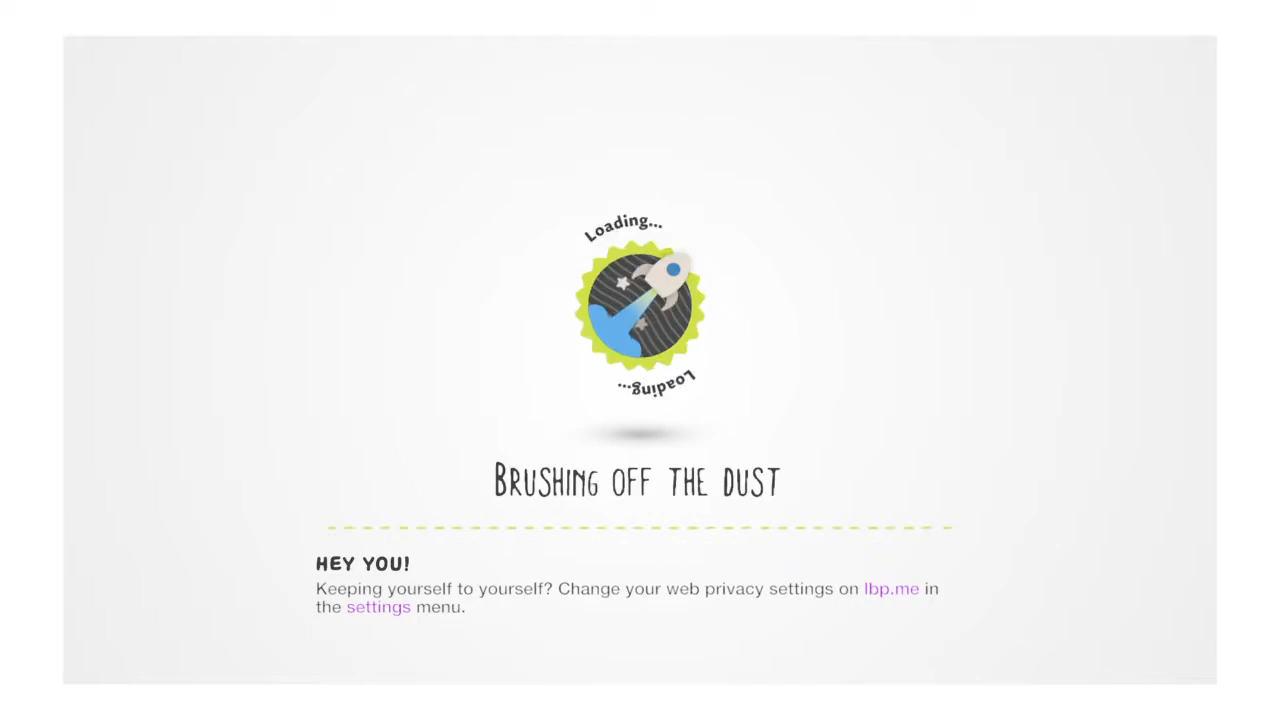 Loading...
Loading...
Brushing off the dust
HEY YOU!
Keeping yourself to yourself? Change your web privacy settings on lbp.me in
the settings menu.